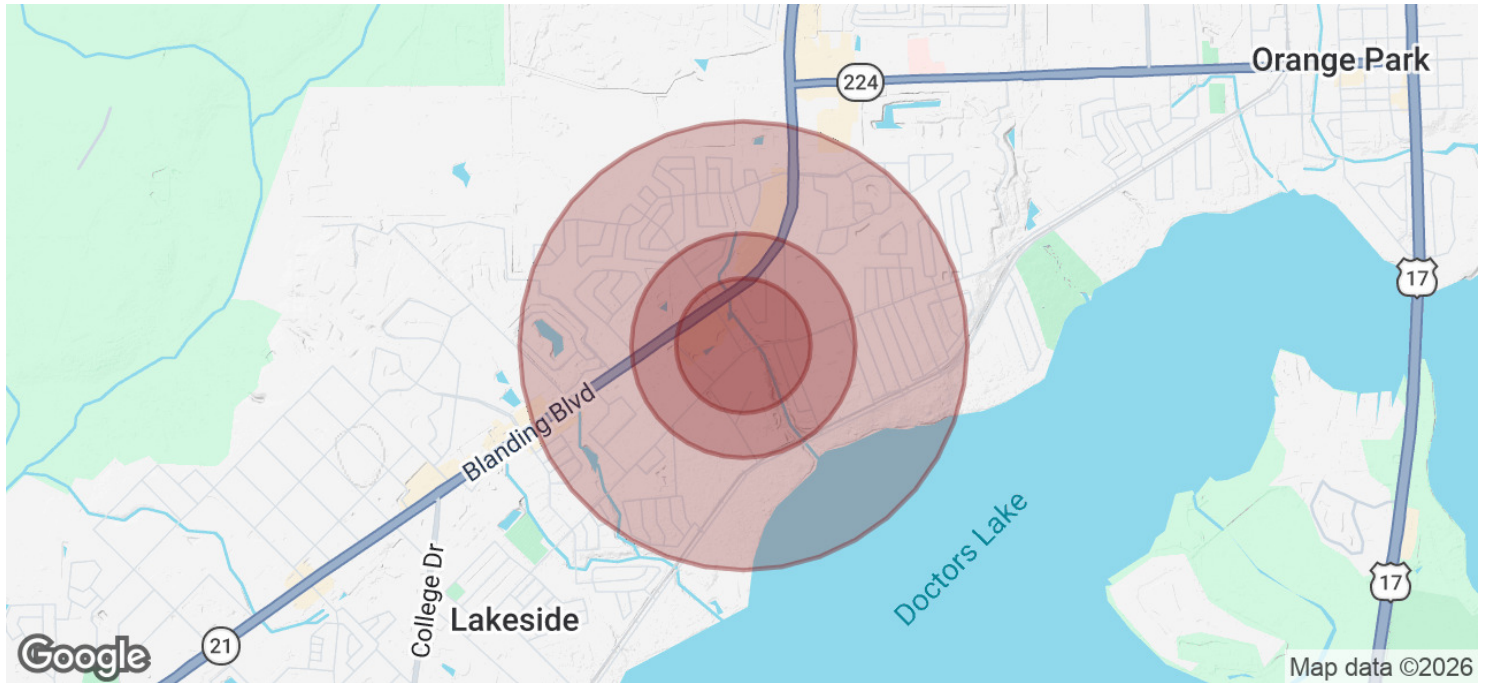 Orange Park
224
17
Blanding Blvd
Doctors Lake
17
College Dr
Lakeside
21
Google
Map data ©2026